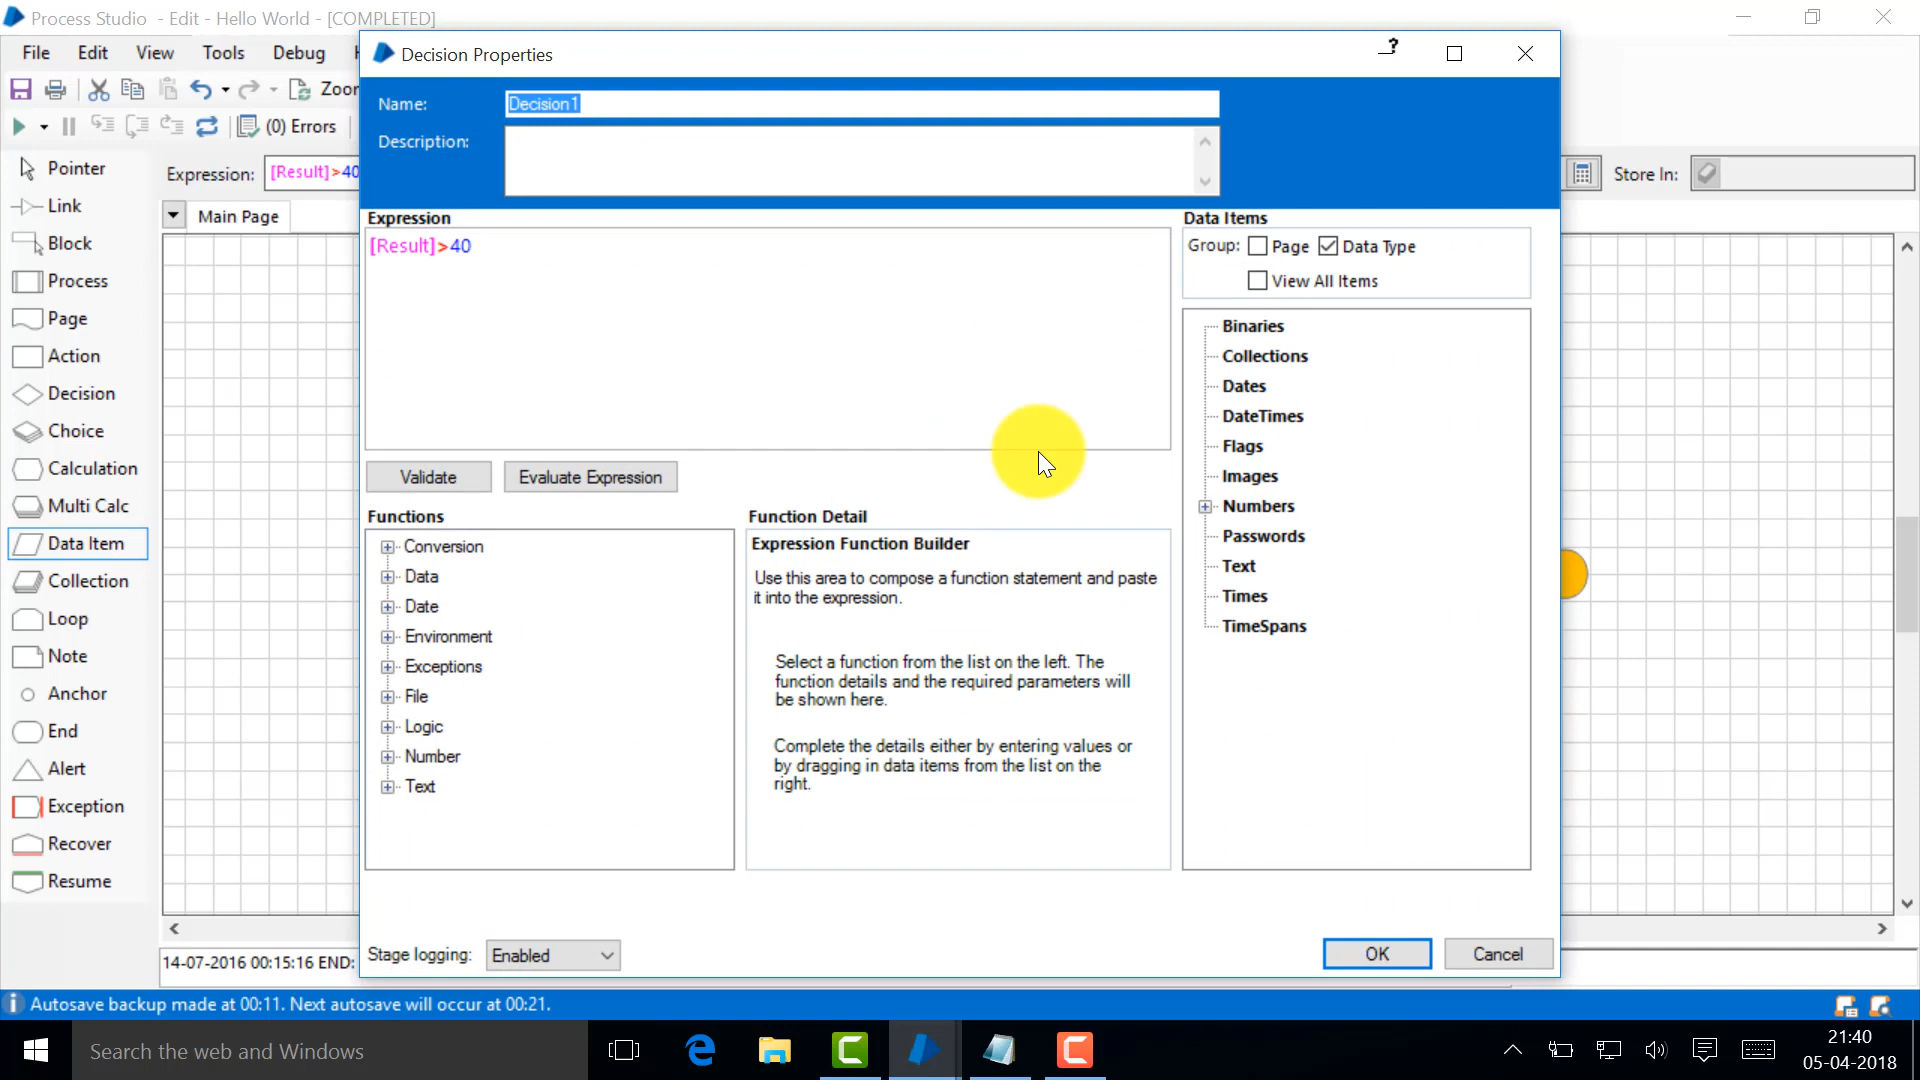 Process Studio - Edit - Hello World - [COMPLETED]
File Edit View Tools Debug
Zoo
(0) Errors
Decision Properties
Name: Decision1
Description:
Expression: [Result]>40
Store In:
Main Page
Pointer
Link
Block
Process
Page
Action
Decision
Choice
Calculation
Multi Calc
Data Item
Collection
Loop
Note
Anchor
End
Alert
Exception
Recover
Resume
Expression
[Result]>40
Validate
Evaluate Expression
Functions
Conversion
Data
Date
Environment
Exceptions
File
Logic
Number
Text
Function Detail
Expression Function Builder
Use this area to compose a function statement and paste
it into the expression.
Select a function from the list on the left. The
function details and the required parameters will
be shown here.
Complete the details either by entering values or
by dragging in data items from the list on the
right.
Data Items
Group: Page Data Type
View All Items
Binaries
Collections
Dates
DateTimes
Flags
Images
Numbers
Passwords
Text
Times
TimeSpans
Stage logging: Enabled
OK
Cancel
14-07-2016 00:15:16 END:
Autosave backup made at 00:11. Next autosave will occur at 00:21.
Search the web and Windows
21:40
05-04-2018